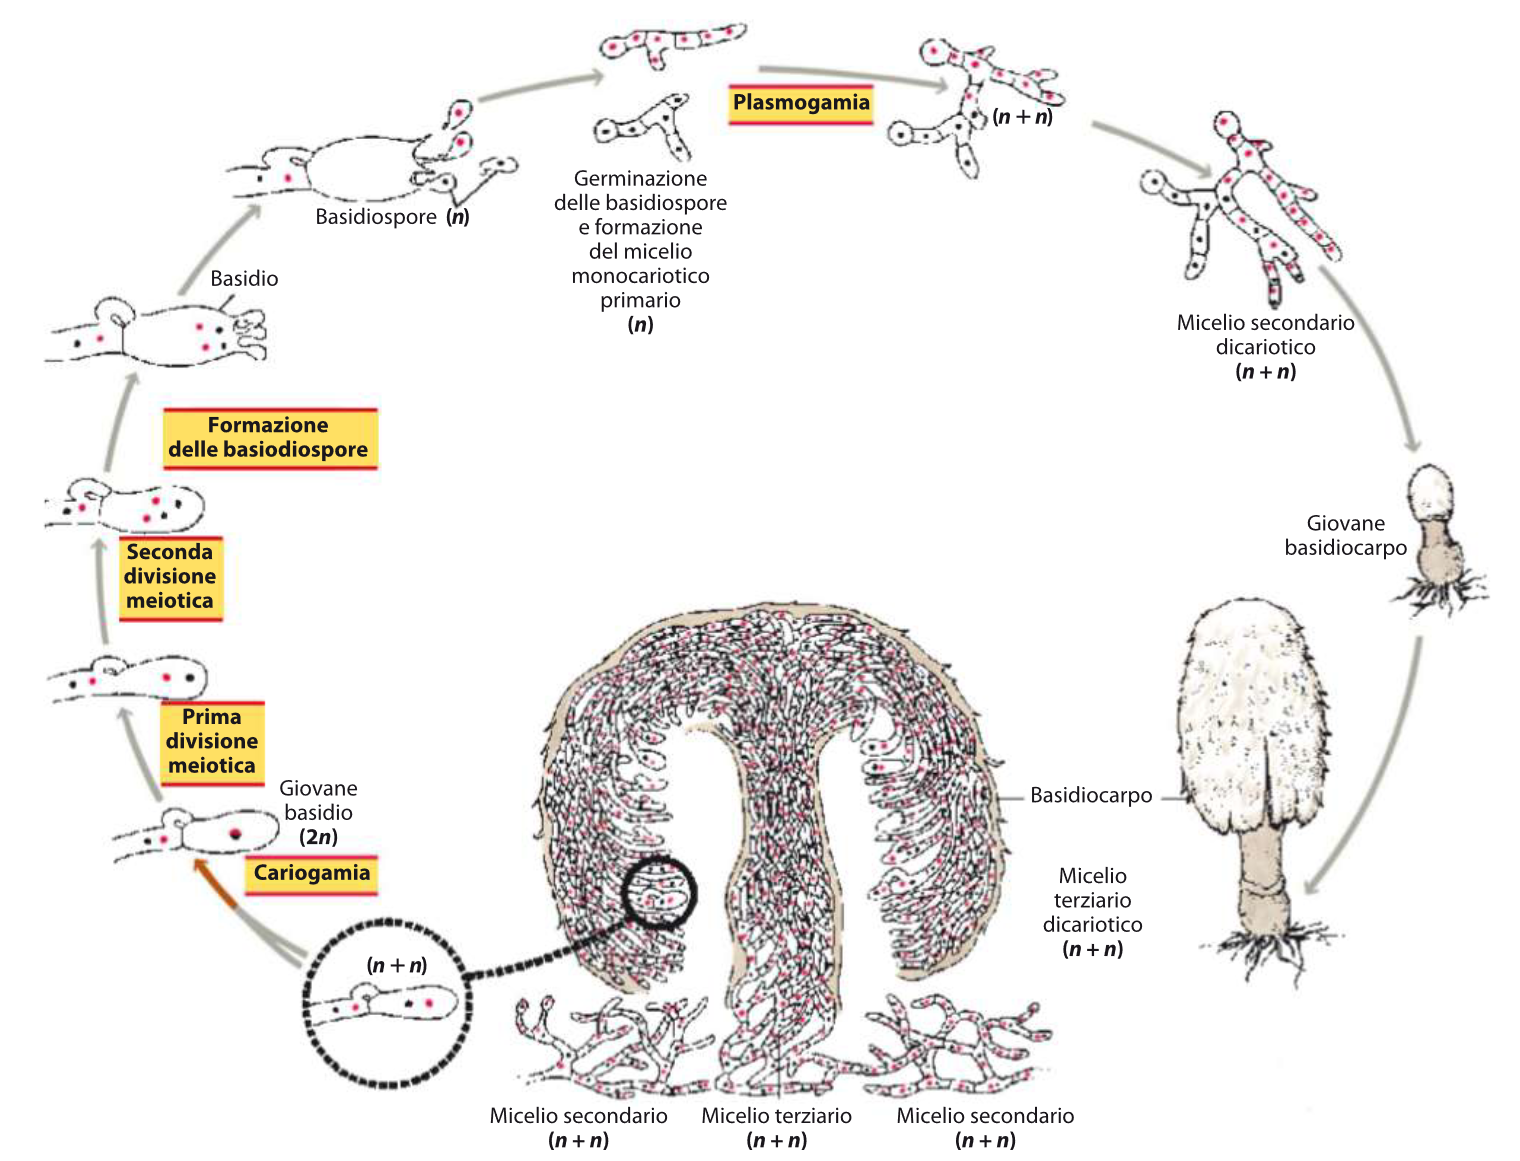 Plasmogamia
(n + n)
Germinazione
delle basidiospore
e formazione
del micelio
monocariotico
primario
(n)
Basidiospore (n)
Basidio
Micelio secondario
dicariotico
(n + n)
Formazione
delle basiodiospore
Giovane
basidiocarpo
Seconda
divisione
meiotica
Prima
divisione
meiotica
Giovane
basidio
(2n)
Cariogamia
(n + n)
Basidiocarpo
Micelio
terziario
dicariotico
(n + n)
Micelio secondario
(n + n)
Micelio terziario
(n + n)
Micelio secondario
(n + n)